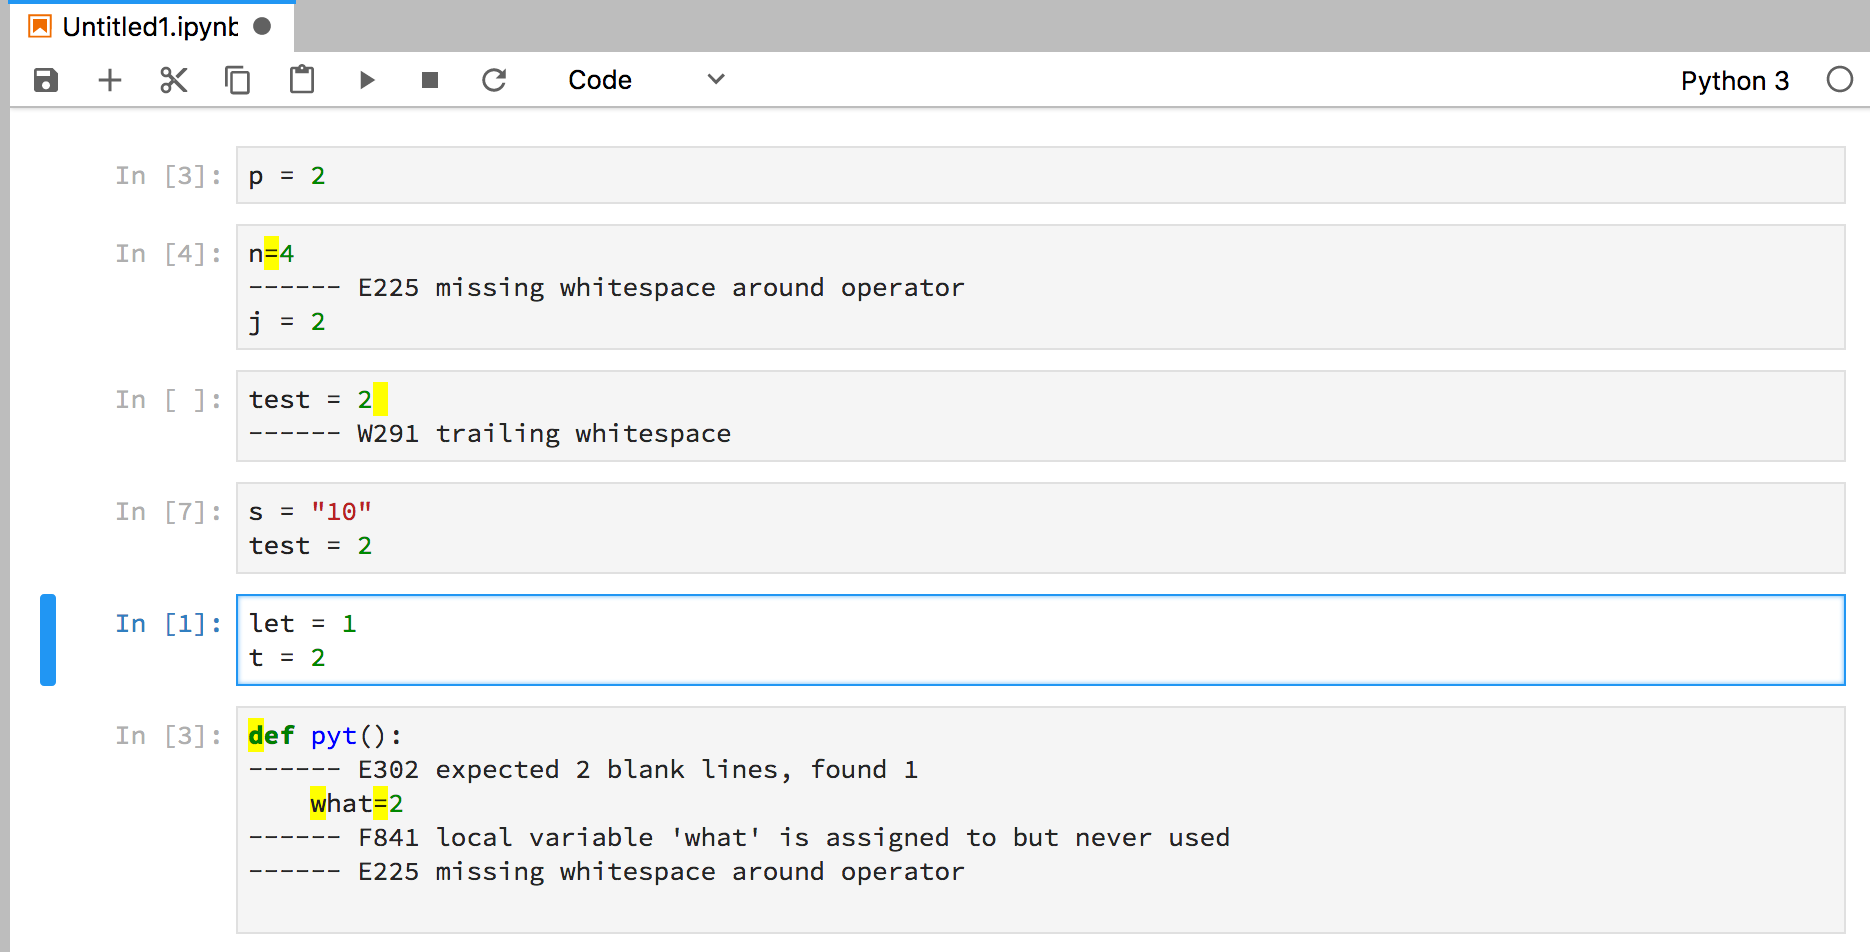 Untitled1.ipynb
Code
Python 3
In [3]: p = 2
In [4]: n=4
------ E225 missing whitespace around operator
j = 2
In [ ]: test = 2
------ W291 trailing whitespace
In [7]: s = "10"
test = 2
In [1]: let = 1
t = 2
In [3]: def pyt():
------ E302 expected 2 blank lines, found 1
    what=2
------ F841 local variable 'what' is assigned to but never used
------ E225 missing whitespace around operator